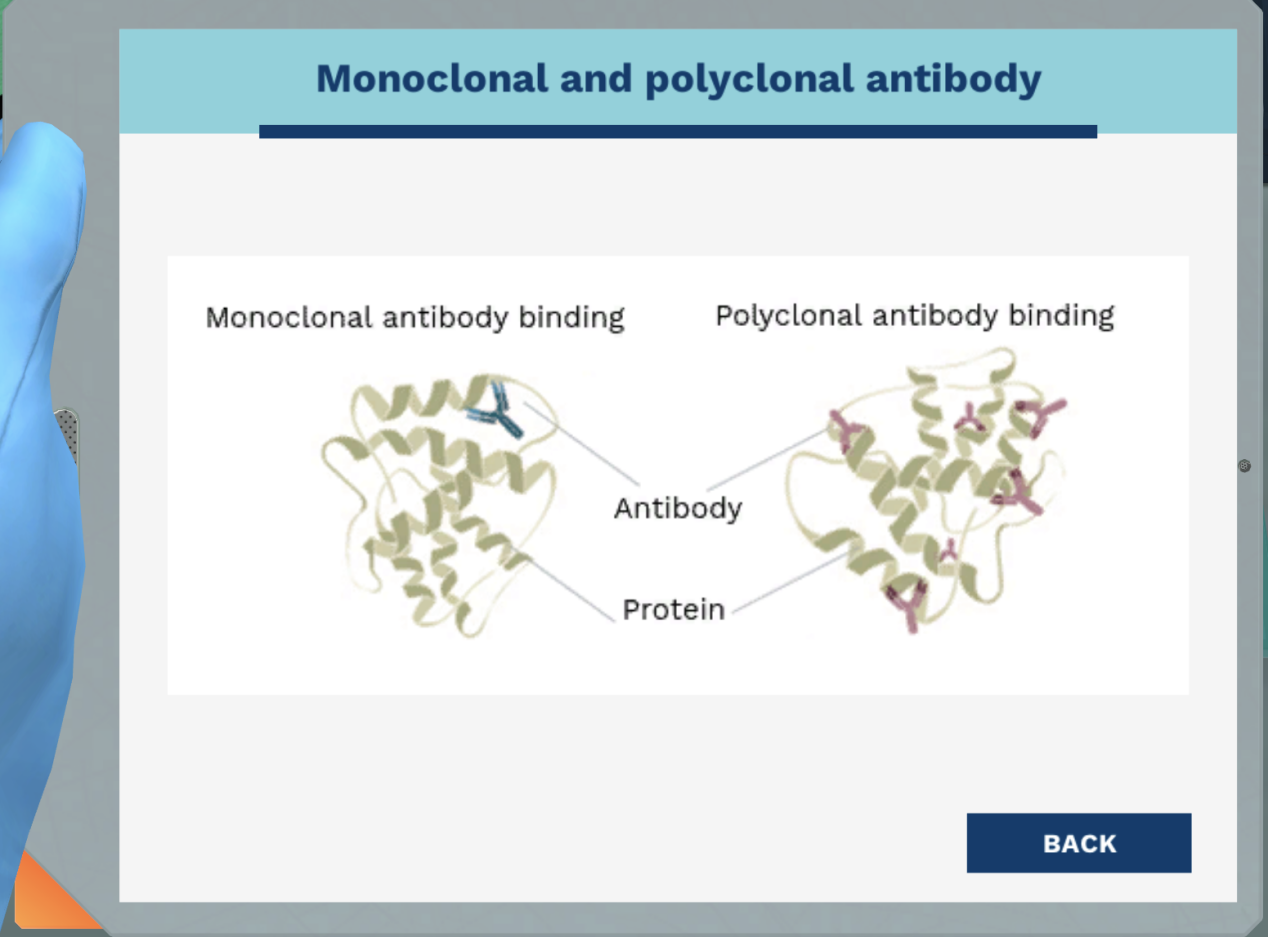 Monoclonal and polyclonal antibody
Monoclonal antibody binding
Polyclonal antibody binding
Antibody
Protein
BACK